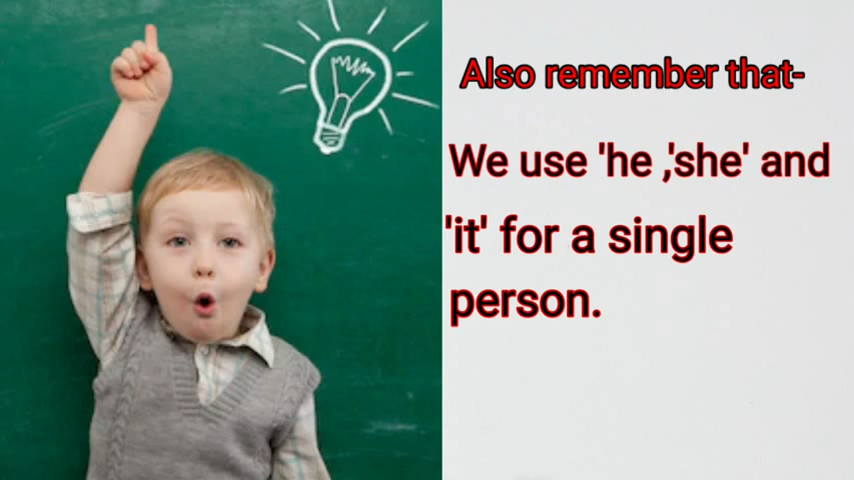 Also remember that-
We use 'he ,'she' and
'it' for a single
person.